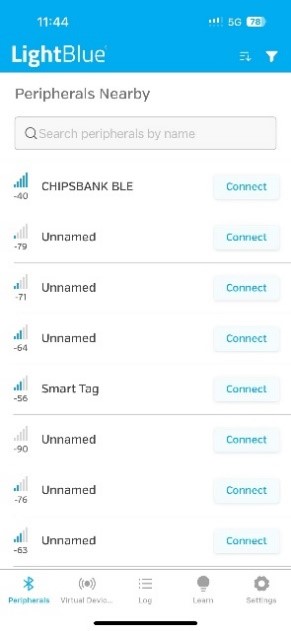 11:44
5G 78
LightBlue
Peripherals Nearby
Search peripherals by name
CHIPSBANK BLE
-40
Connect
Unnamed
-79
Connect
Unnamed
-71
Connect
Unnamed
-64
Connect
Smart Tag
-56
Connect
Unnamed
-90
Connect
Unnamed
-76
Connect
Unnamed
-63
Connect
Peripherals
Virtual Devic...
Log
Learn
Settings